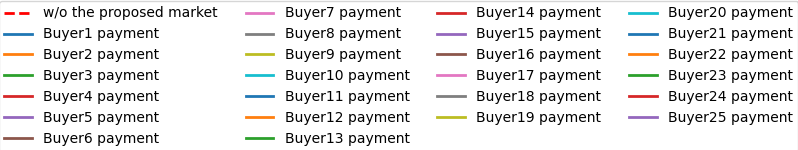 w/o the proposed market
Buyer1 payment
Buyer2 payment
Buyer3 payment
Buyer4 payment
Buyer5 payment
Buyer6 payment
Buyer7 payment
Buyer8 payment
Buyer9 payment
Buyer10 payment
Buyer11 payment
Buyer12 payment
Buyer13 payment
Buyer14 payment
Buyer15 payment
Buyer16 payment
Buyer17 payment
Buyer18 payment
Buyer19 payment
Buyer20 payment
Buyer21 payment
Buyer22 payment
Buyer23 payment
Buyer24 payment
Buyer25 payment